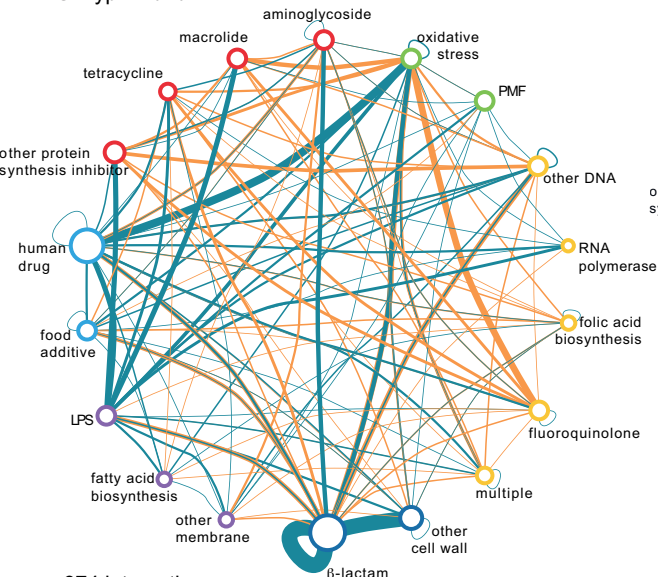 aminoglycoside
macrolide
oxidative
stress
tetracycline
PMF
other protein
synthesis inhibitor
other DNA
human
drug
RNA
polymerase
food
additive
folic acid
biosynthesis
LPS
fluoroquinolone
fatty acid
biosynthesis
multiple
other
membrane
other
cell wall
β-lactam